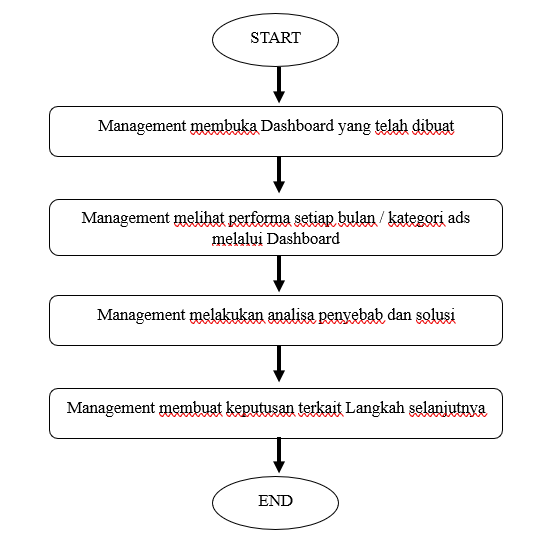 START
Management membuka Dashboard yang telah dibuat
Management melihat performa setiap bulan / kategori ads
melalui Dashboard
Management melakukan analisa penyebab dan solusi
Management membuat keputusan terkait Langkah selanjutnya
END